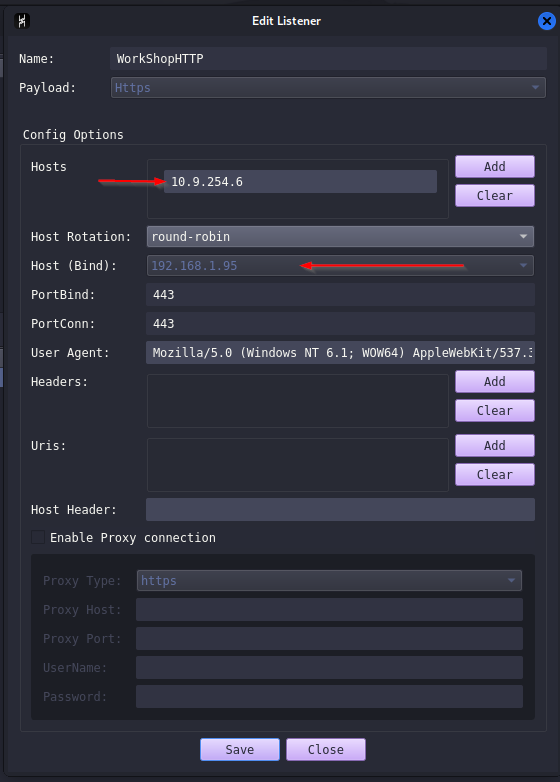 Edit Listener
Name: WorkShopHTTP
Payload: Https
Config Options
Hosts
Add
10.9.254.6
Clear
Host Rotation: round-robin
Host (Bind): 192.168.1.95
PortBind: 443
PortConn: 443
User Agent: Mozilla/5.0 (Windows NT 6.1; WOW64) AppleWebKit/537.3
Headers:
Add
Clear
Uris:
Add
Clear
Host Header:
Enable Proxy connection
Proxy Type: https
Proxy Host:
Proxy Port:
UserName:
Password:
Save Close